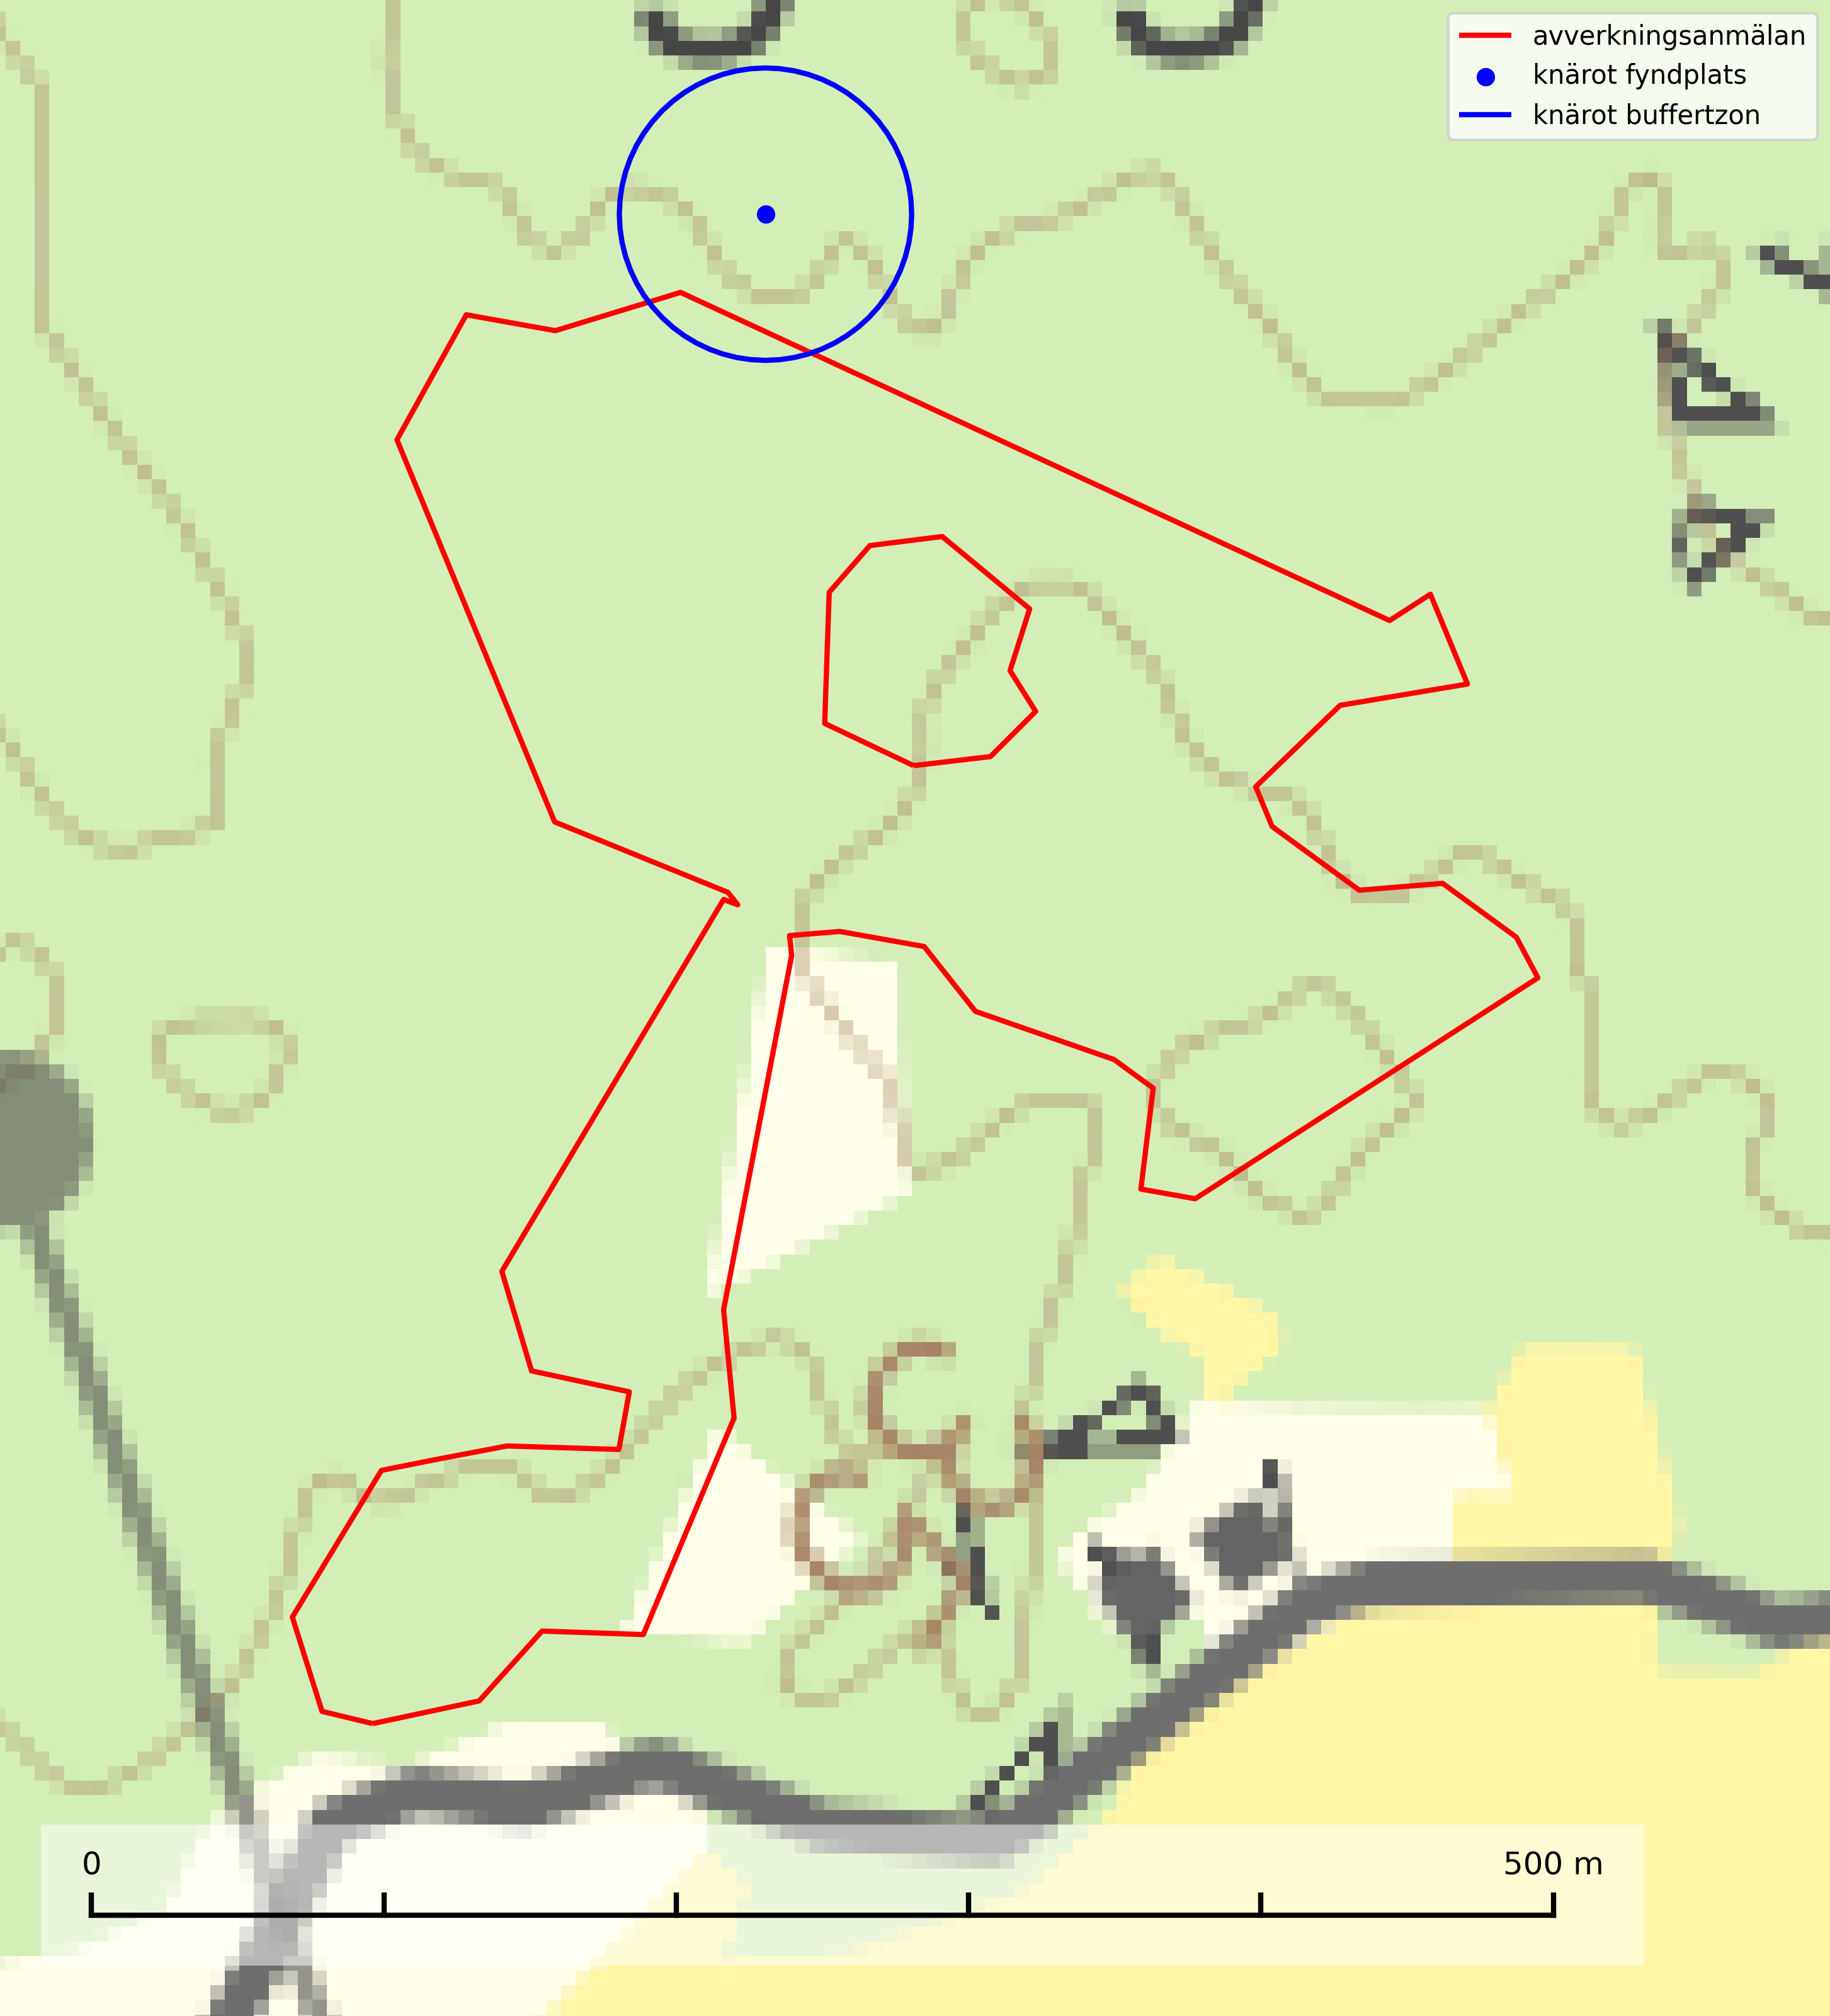 avverkningsanmälan
knärot fyndplats
knärot buffertzon
0
500 m